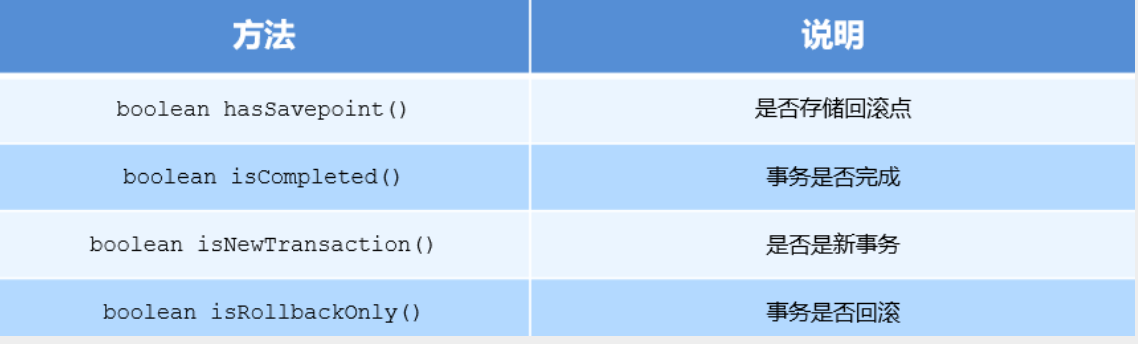 方法 说明
boolean hasSavepoint() 是否存储回滚点
boolean isCompleted() 事务是否完成
boolean isNewTransaction() 是否是新事务
boolean isRollbackOnly() 事务是否回滚